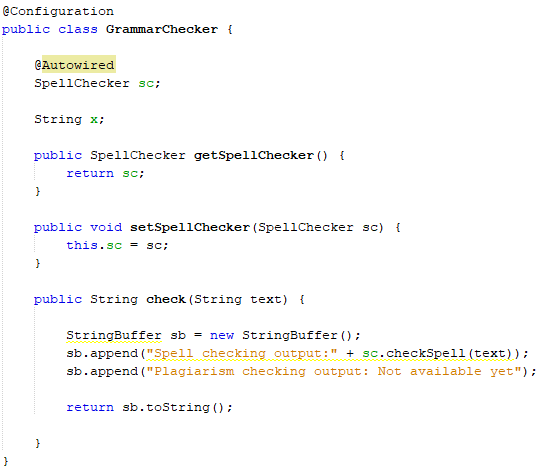 @Configuration
public class GrammarChecker {
@Autowired
SpellChecker sc;
String x;
public SpellChecker getSpellChecker() {
return sc;
}
public void setSpellChecker(SpellChecker sc) {
this.sc = sc;
}
public String check(String text) {
StringBuffer sb = new StringBuffer();
sb.append("Spell checking output:" + sc.checkSpell(text));
sb.append("Plagiarism checking output: Not available yet");
return sb.toString();
}
}